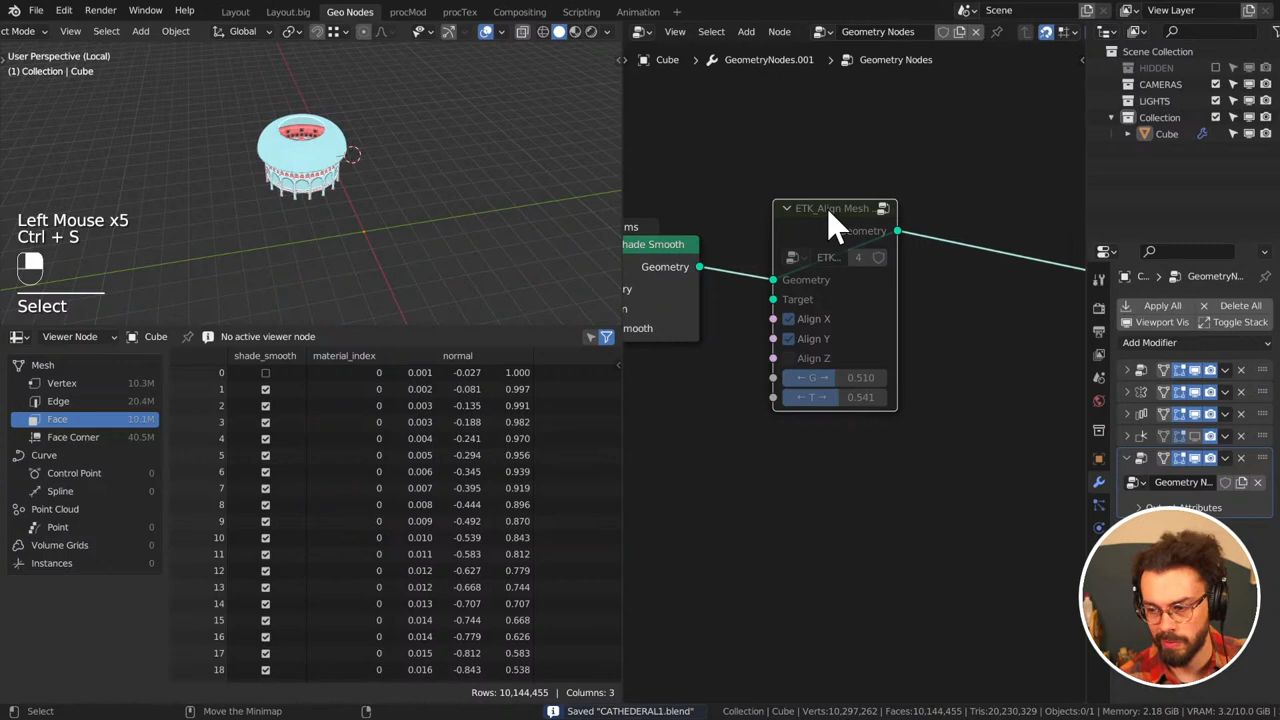 File Edit Render Window Help Layout Layout.big Geo Nodes procMod procTex Compositing Scripting Animation + Scene View Layer
ct Mode View Select Add Object Global View Select Add Node Geometry Nodes
User Perspective (Local)
(1) Collection | Cube
Cube > GeometryNodes.001 > Geometry Nodes
Scene Collection
HIDDEN
CAMERAS
LIGHTS
Collection
Cube
Left Mouse x5
Ctrl + S
Select
ms
hade Smooth
Geometry
ry
n
mooth
ETK_Align Mesh ..
Geometry
ETK... 4
Geometry
Target
Align X
Align Y
Align Z
← G → 0.510
← T → 0.541
C... GeometryN...
Apply All Delete All
Viewport Vis Toggle Stack
Add Modifier
Geometry N...
Viewer Node Cube No active viewer node
Mesh
Vertex 10.3M
Edge 20.4M
Face 10.1M
Face Corner 40.5M
Curve
Control Point 0
Spline 0
Point Cloud
Point 0
Volume Grids
Instances 0
shade_smooth material_index normal
0 0 0.001 -0.027 1.000
1 0 0.002 -0.081 0.997
2 0 0.003 -0.135 0.991
3 0 0.003 -0.188 0.982
4 0 0.004 -0.241 0.970
5 0 0.005 -0.294 0.956
6 0 0.006 -0.345 0.939
7 0 0.007 -0.395 0.919
8 0 0.008 -0.444 0.896
9 0 0.009 -0.492 0.870
10 0 0.010 -0.539 0.843
11 0 0.011 -0.583 0.812
12 0 0.012 -0.627 0.779
13 0 0.012 -0.668 0.744
14 0 0.013 -0.707 0.707
15 0 0.014 -0.744 0.668
16 0 0.014 -0.779 0.626
17 0 0.015 -0.812 0.583
18 0 0.016 -0.843 0.538
Rows: 10,144,455 | Columns: 3
Select Move the Minimap Saved "CATHEDERAL1.blend" Collection | Cube | Verts:10,297,262 | Faces:10,144,455 | Tris:20,230,329 | Objects:0/1 | Memory: 2.18 GiB | VRAM: 3.2/10.0 GiB